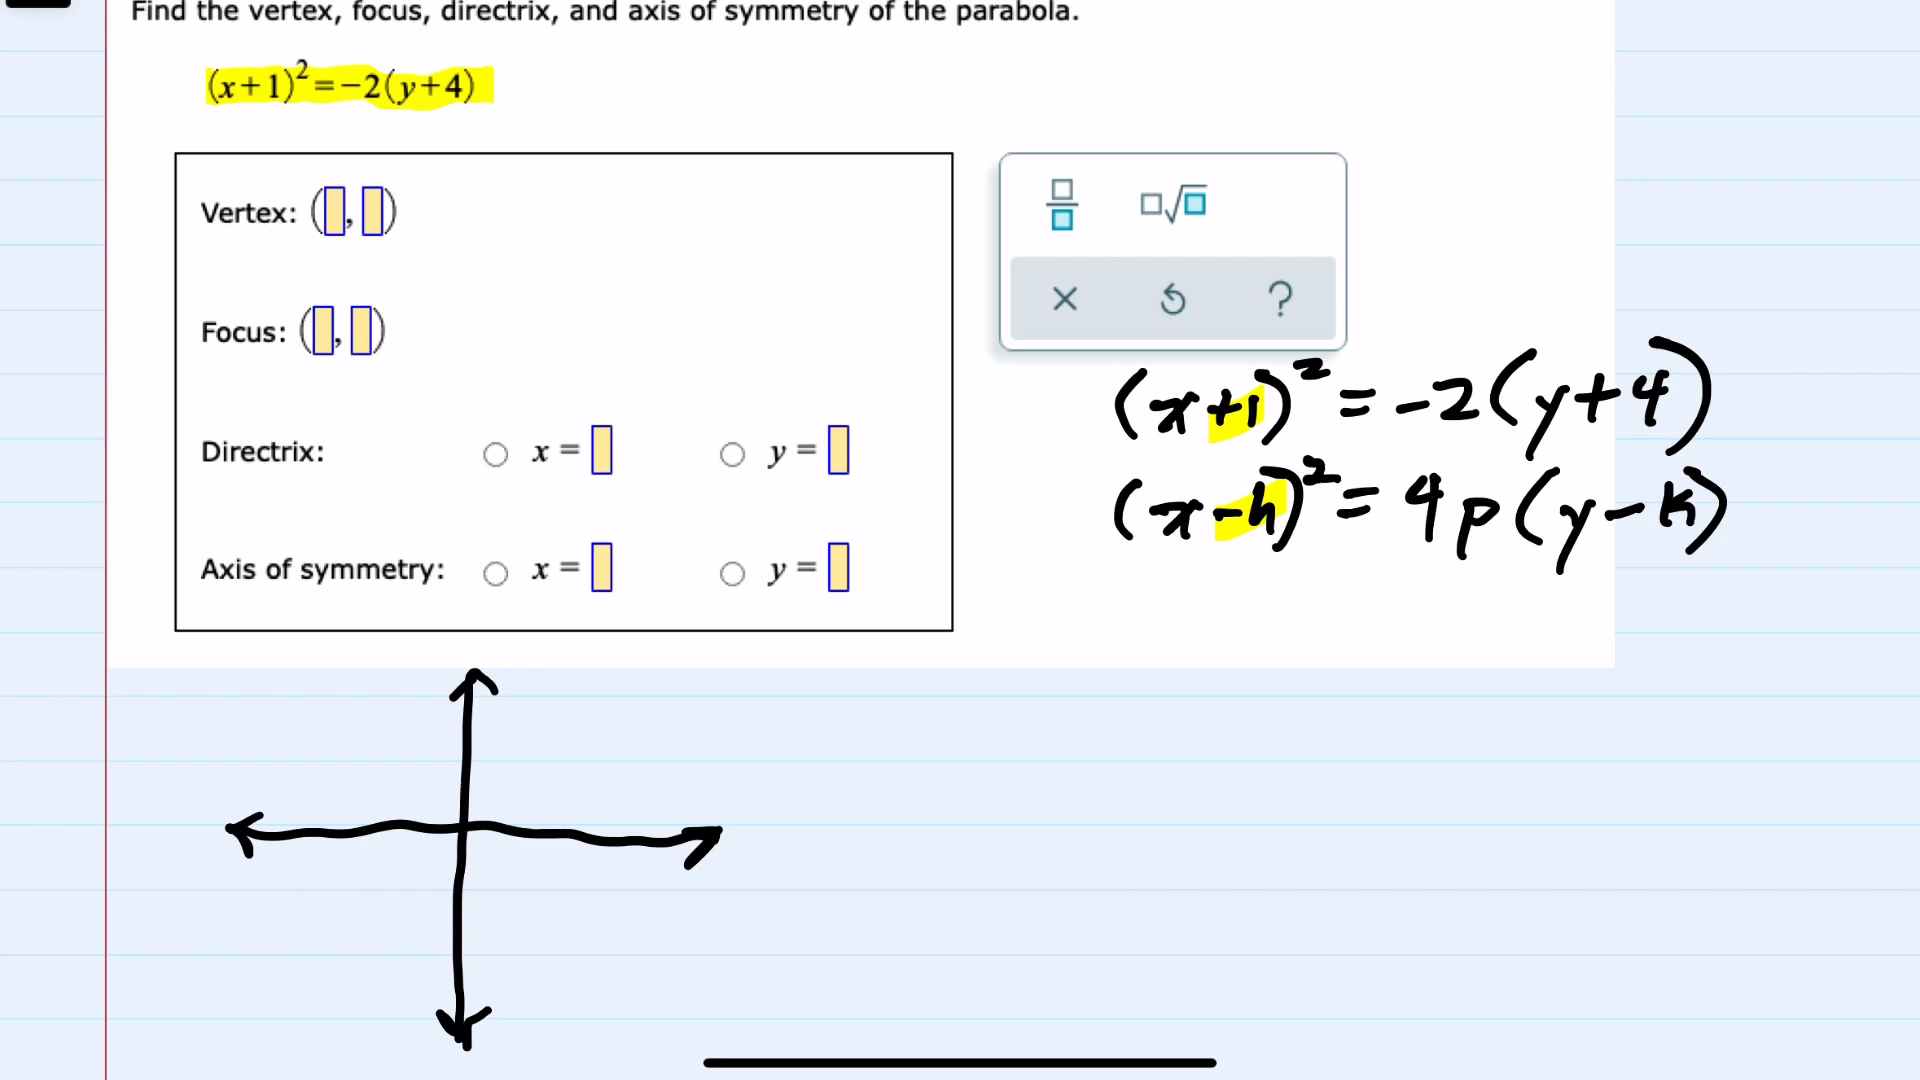 Find the vertex, focus, directrix, and axis of symmetry of the parabola.
(x+1)²=−2(y+4)
Vertex: (▯,▯)
Focus: (▯,▯)
Directrix: ○ x = ▯ ○ y = ▯
Axis of symmetry: ○ x = ▯ ○ y = ▯
▯/▯ ▯√▯
× ↺ ?
(x+1)² = -2(y+4)
(x-h)² = 4p(y-k)